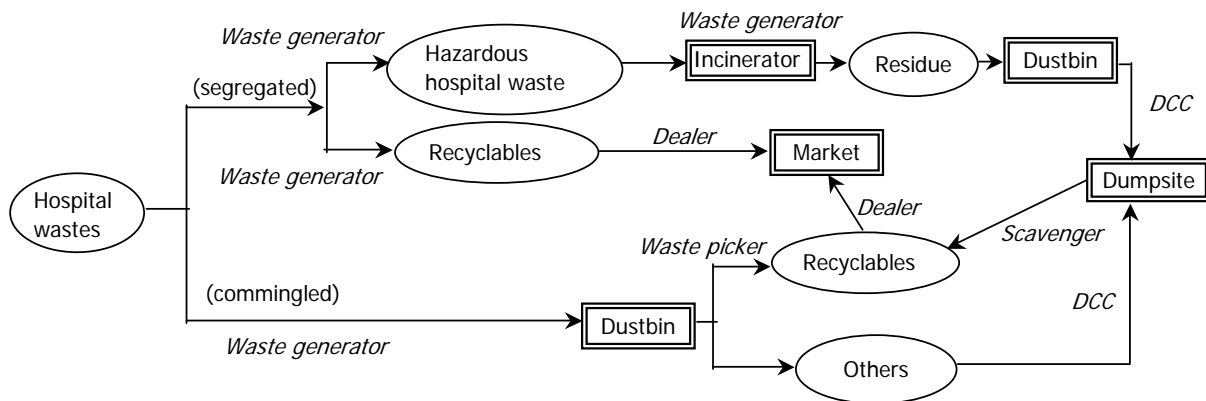 Waste generator
Waste generator
Hazardous
hospital waste
Incinerator
Residue
Dustbin
(segregated)
DCC
Recyclables
Dealer
Market
Waste generator
Dumpsite
Hospital
wastes
Dealer
Scavenger
Waste picker
Recyclables
(commingled)
DCC
Dustbin
Waste generator
Others